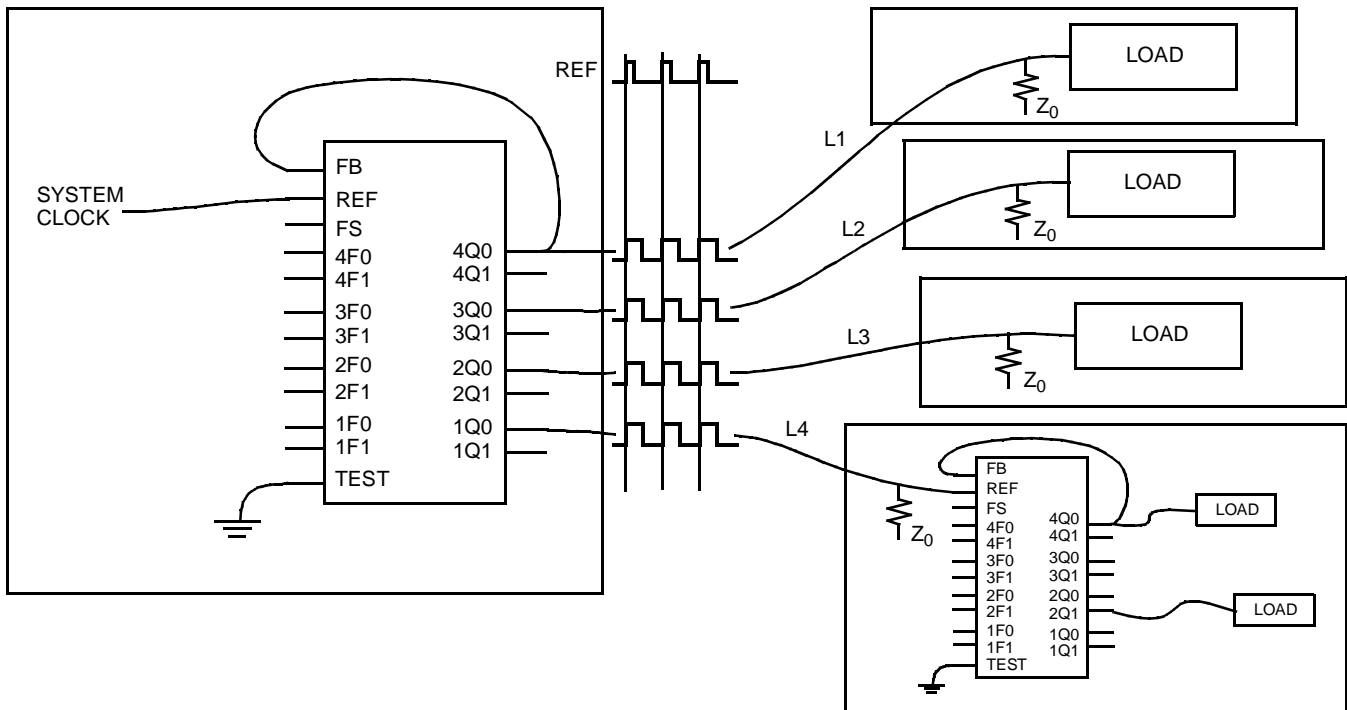 REF
SYSTEM
CLOCK
FB
REF
FS
4F0
4F1
3F0
3F1
2F0
2F1
1F0
1F1
TEST
4Q0
4Q1
3Q0
3Q1
2Q0
2Q1
1Q0
1Q1
L1
L2
L3
L4
LOAD
Z0
LOAD
Z0
LOAD
Z0
Z0
FB
REF
FS
4F0
4F1
3F0
3F1
2F0
2F1
1F0
1F1
TEST
4Q0
4Q1
3Q0
3Q1
2Q0
2Q1
1Q0
1Q1
LOAD
LOAD